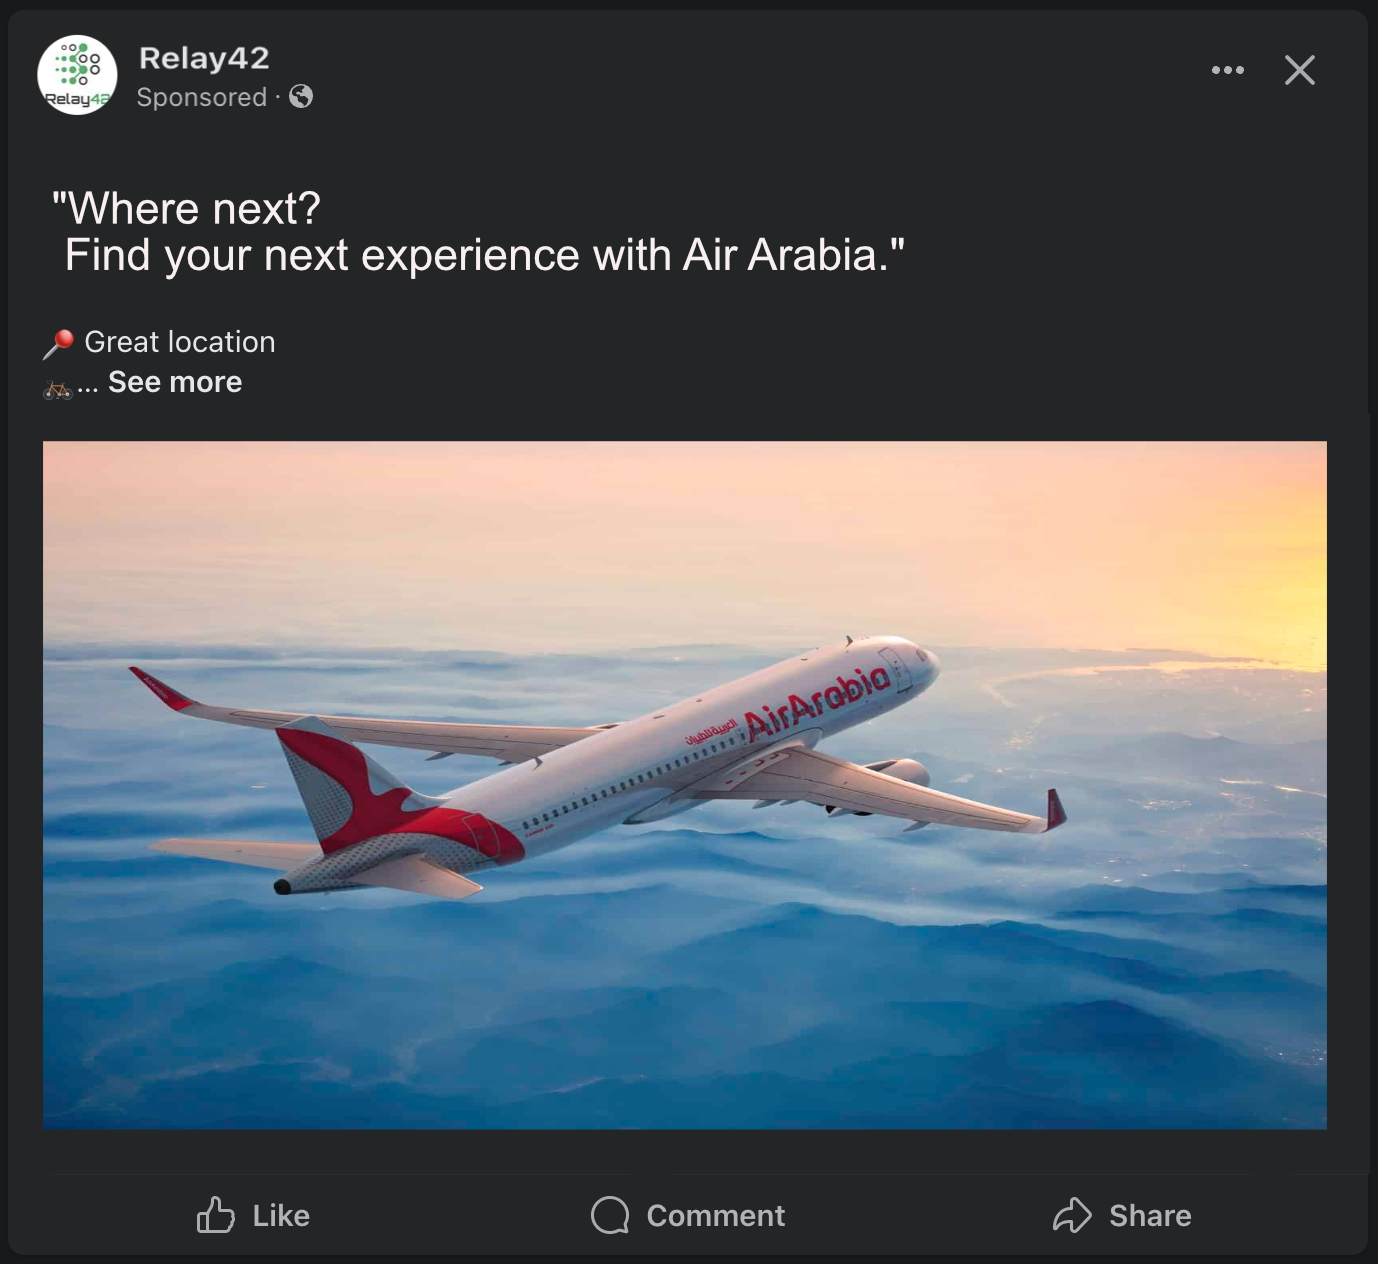 Relay42
Relay42
Sponsored ·
"Where next?
Find your next experience with Air Arabia."
Great location
... See more
AirArabia
العربية للطيران
AirArabia
Like
Comment
Share